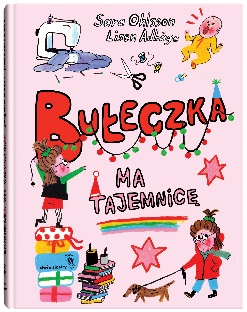 Sara Ohlsson
Lisen Adbåge
BUŁECZKA
MA
TAJEMNICĘ